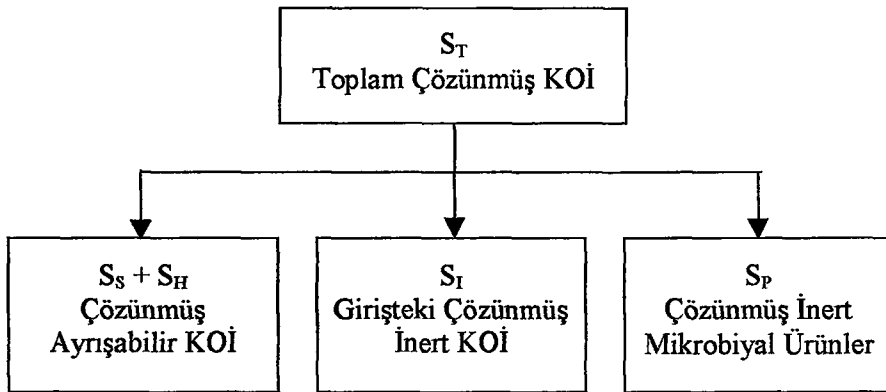 S_T
Toplam Çözünmüş KOİ
S_S + S_H
Çözünmüş
Ayrışabilir KOİ
S_I
Girişteki Çözünmüş
İnert KOİ
S_P
Çözünmüş İnert
Mikrobiyal Ürünler